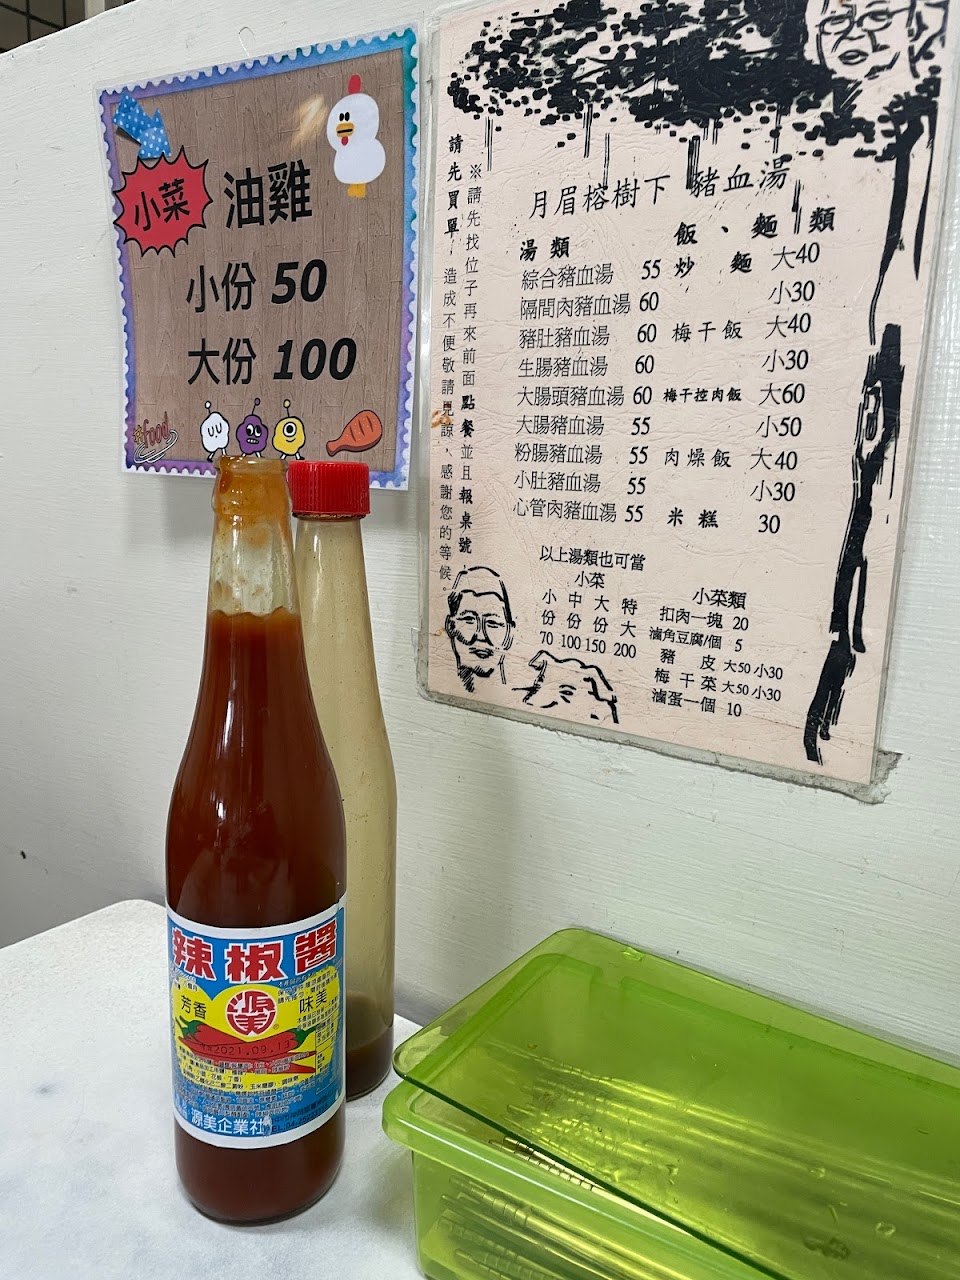 小菜
油雞
小份 50
大份 100
food
請先買單，造成不便敬請見諒、感謝您的等候。
※請先找位子再來前面點餐並且報桌號
月眉榕樹下 豬血湯
湯類
綜合豬血湯 55
隔間肉豬血湯 60
豬肚豬血湯 60
生腸豬血湯 60
大腸頭豬血湯 60
大腸豬血湯 55
粉腸豬血湯 55
小肚豬血湯 55
心管肉豬血湯 55
飯、麵類
炒麵 大40
小30
梅干飯 大40
小30
梅干控肉飯 大60
小50
肉燥飯 大40
小30
米糕 30
以上湯類也可當
小菜
小份 中份 大份 特大
70 100 150 200
小菜類
扣肉一塊 20
滷角豆腐/個 5
豬皮 大50 小30
梅干菜 大50 小30
滷蛋一個 10
辣椒醬
芳香
源美
味美
2021.09.13
源美企業社